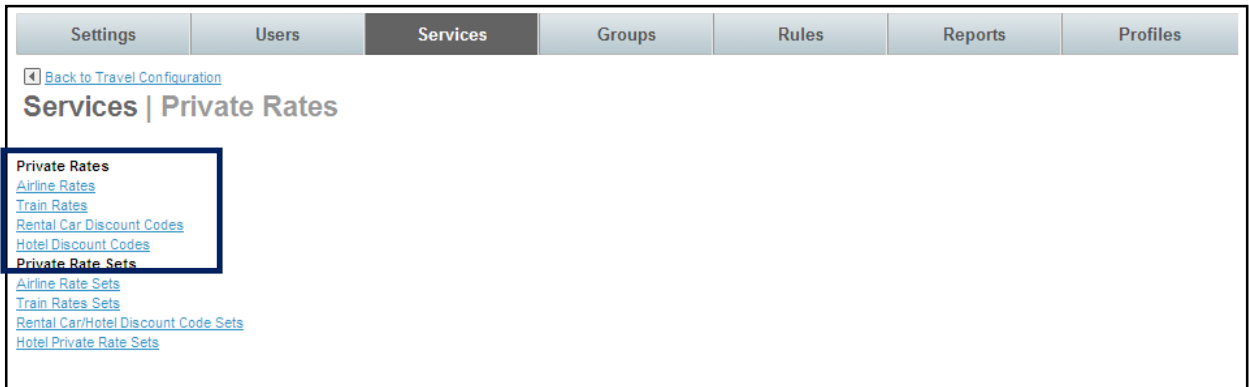 Settings Users Services Groups Rules Reports Profiles
Back to Travel Configuration
Services | Private Rates
Private Rates
Airline Rates
Train Rates
Rental Car Discount Codes
Hotel Discount Codes
Private Rate Sets
Airline Rate Sets
Train Rates Sets
Rental Car/Hotel Discount Code Sets
Hotel Private Rate Sets